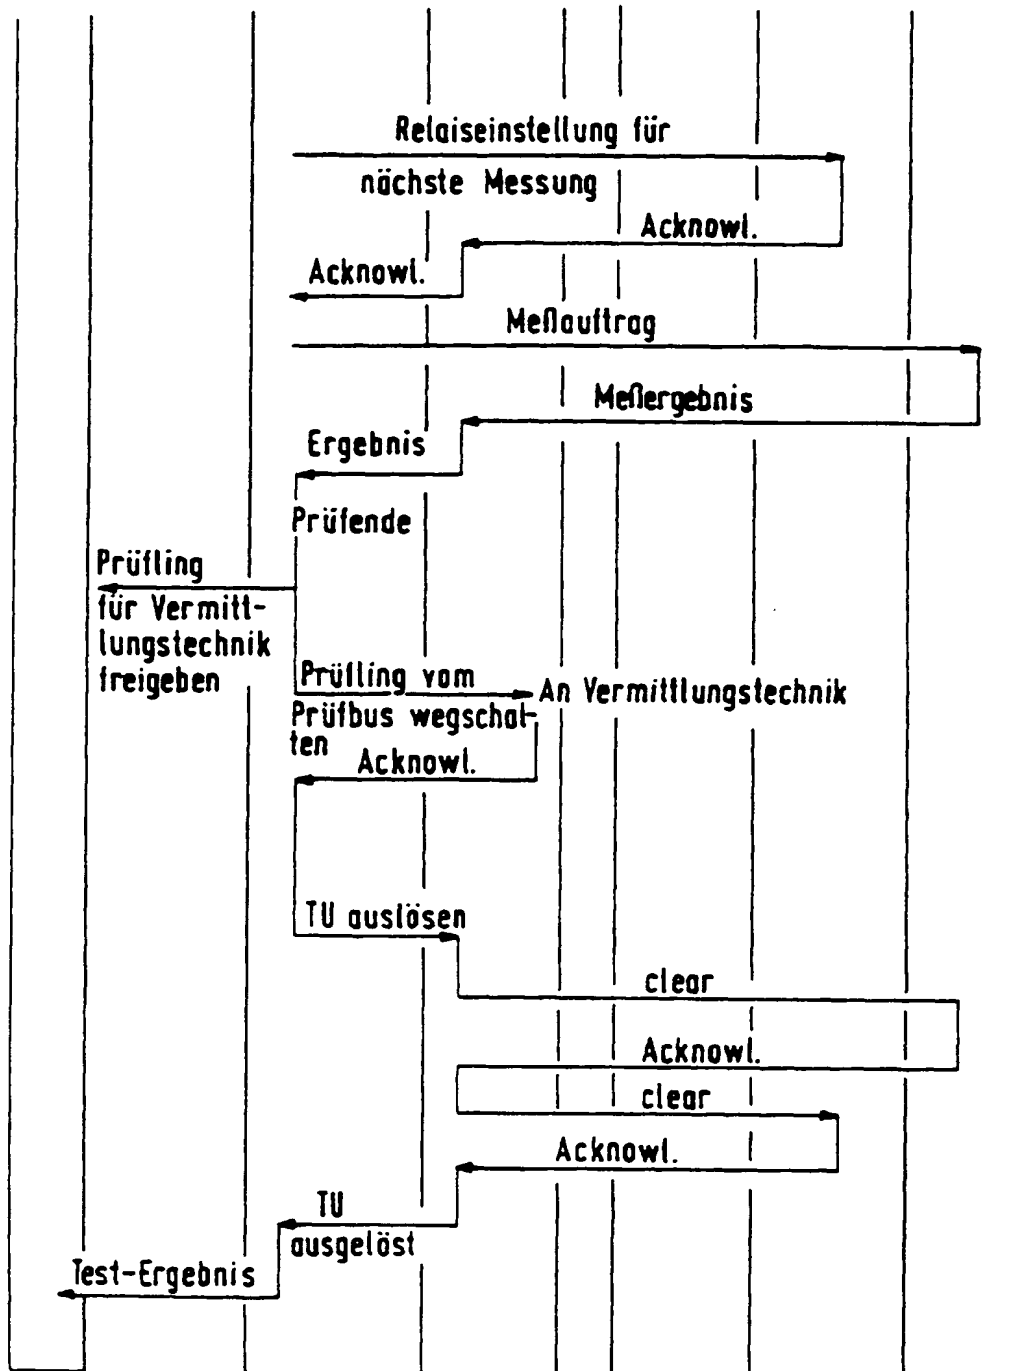 Relaiseinstellung für
nächste Messung
Acknowl.
Acknowl.
Meßauftrag
Meßergebnis
Ergebnis
Prüfende
Prüfling
für Vermitt-
lungstechnik
freigeben
Prüfling vom
An Vermittlungstechnik
Prüfbus wegschal-
ten
Acknowl.
TU auslösen
clear
Acknowl.
clear
Acknowl.
TU
ausgelöst
Test-Ergebnis